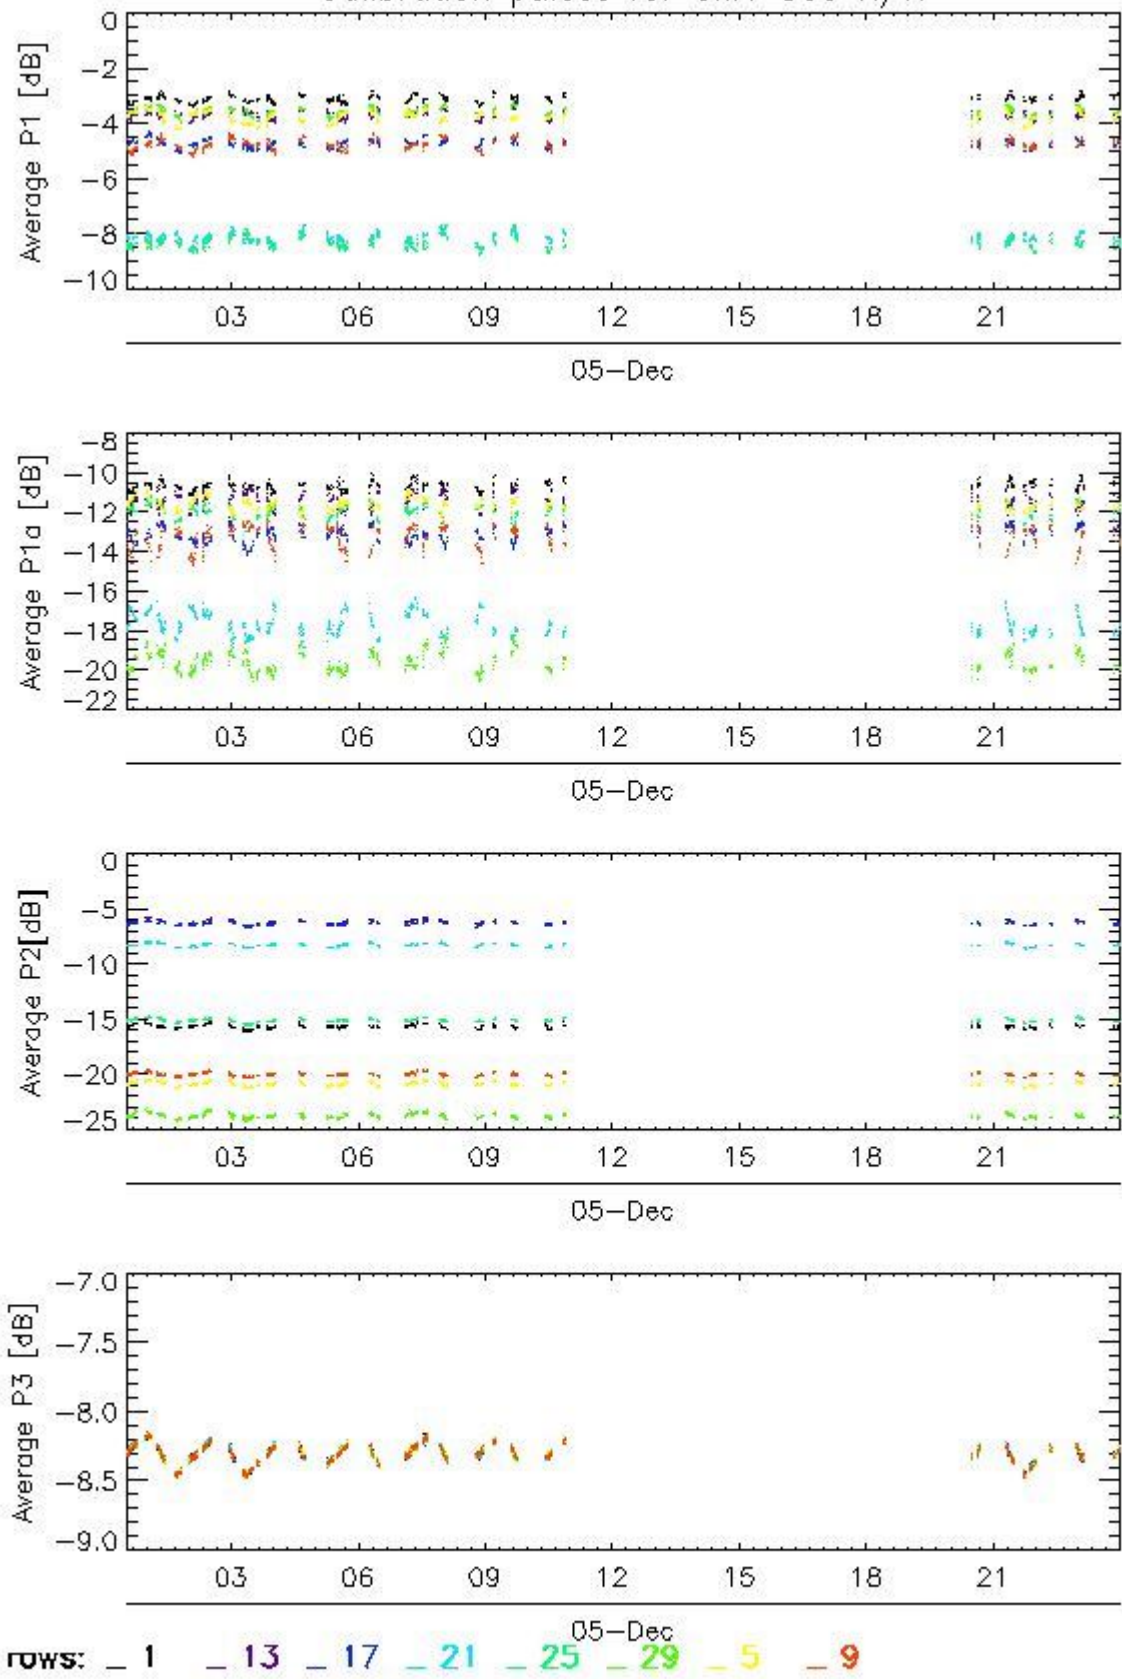 0
−2
−4
−6
−8
−10
Average P1 [dB]
03 06 09 12 15 18 21
05−Dec
−8
−10
−12
−14
−16
−18
−20
−22
Average P1a [dB]
03 06 09 12 15 18 21
05−Dec
0
−5
−10
−15
−20
−25
Average P2[dB]
03 06 09 12 15 18 21
05−Dec
−7.0
−7.5
−8.0
−8.5
−9.0
Average P3 [dB]
03 06 09 12 15 18 21
05−Dec
rows: _ 1 _ 13 _ 17 _ 21 _ 25 _ 29 _ 5 _ 9